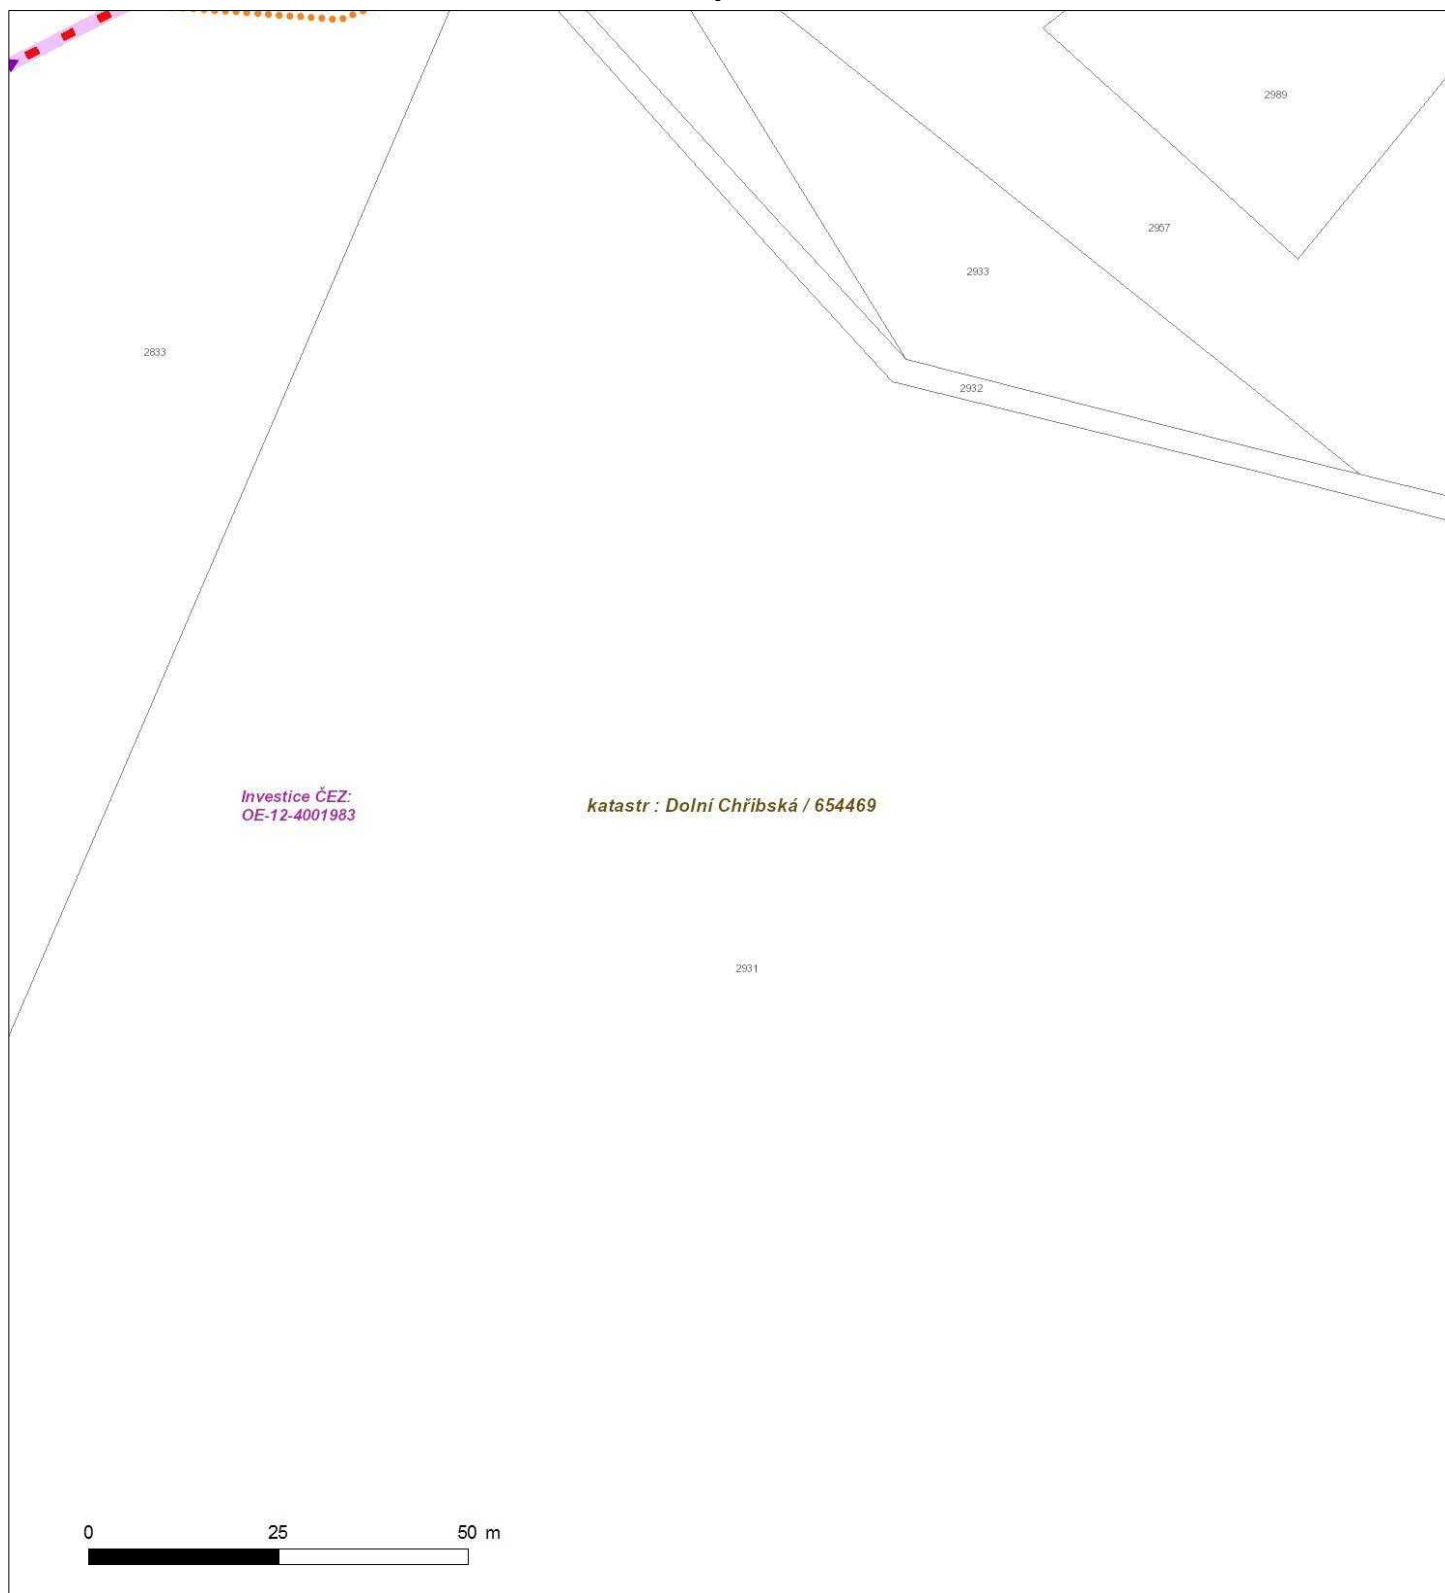 2989
2957
2933
2833
2932
Investice ČEZ:
OE-12-4001983
katastr : Dolní Chřibská / 654469
2931
0 25 50 m